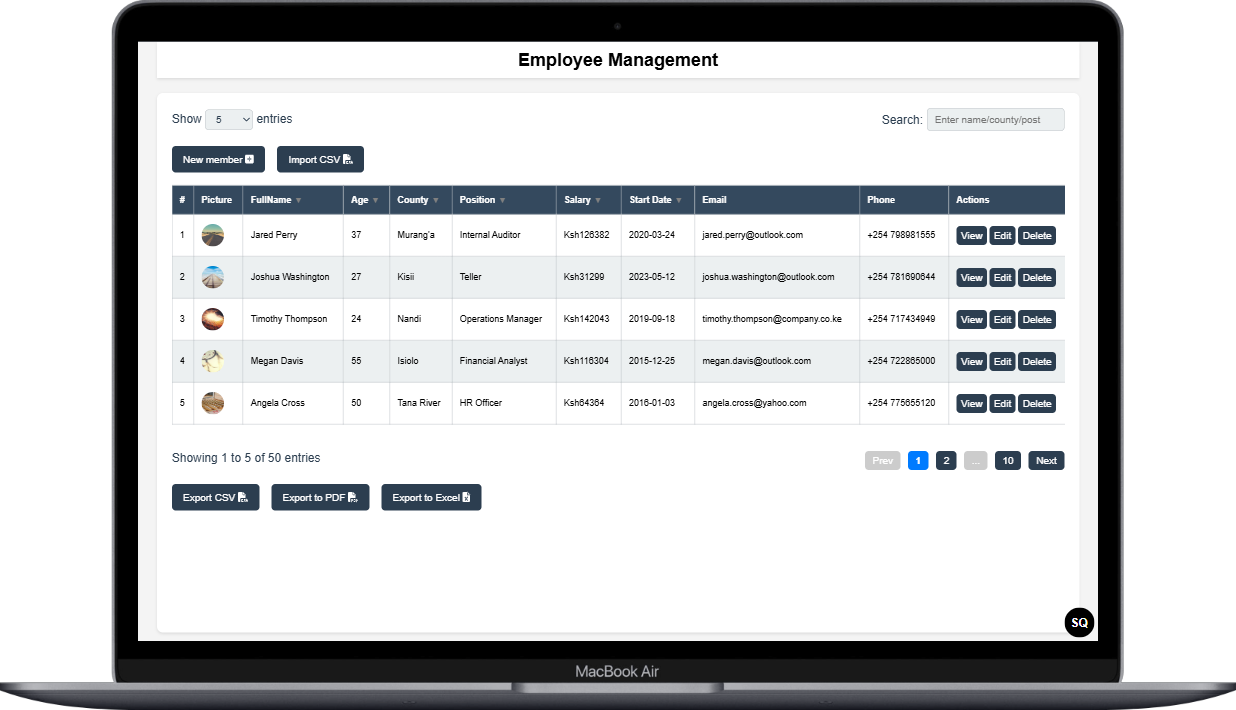 Employee Management
Show 5 entries Search: Enter name/county/post
New member Import CSV
# Picture FullName Age County Position Salary Start Date Email Phone Actions
1 Jared Perry 37 Murang'a Internal Auditor Ksh126382 2020-03-24 jared.perry@outlook.com +254 798981555 View Edit Delete
2 Joshua Washington 27 Kisii Teller Ksh31299 2023-05-12 joshua.washington@outlook.com +254 781690644 View Edit Delete
3 Timothy Thompson 24 Nandi Operations Manager Ksh142043 2019-09-18 timothy.thompson@company.co.ke +254 717434949 View Edit Delete
4 Megan Davis 55 Isiolo Financial Analyst Ksh116304 2015-12-25 megan.davis@outlook.com +254 722865000 View Edit Delete
5 Angela Cross 50 Tana River HR Officer Ksh64364 2016-01-03 angela.cross@yahoo.com +254 775655120 View Edit Delete
Showing 1 to 5 of 50 entries Prev 1 2 ... 10 Next
Export CSV Export to PDF Export to Excel
SQ
MacBook Air